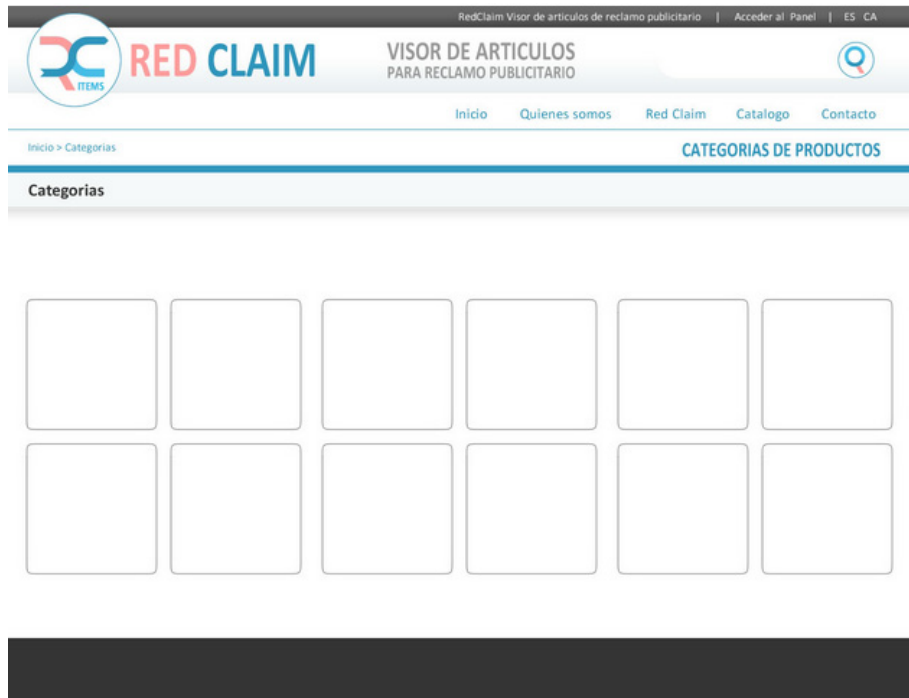 RedClaim Visor de articulos de reclamo publicitario | Acceder al Panel | ES CA
ITEMS
RED CLAIM
VISOR DE ARTICULOS
PARA RECLAMO PUBLICITARIO
Inicio Quienes somos Red Claim Catalogo Contacto
Inicio > Categorias
CATEGORIAS DE PRODUCTOS
Categorias